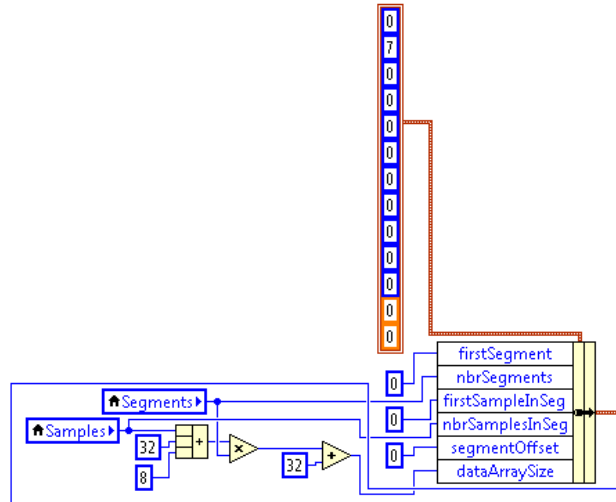 0
7
0
0
0
0
0
0
0
0
0
0
0
firstSegment
0
nbrSegments
Segments
firstSampleInSeg
0
nbrSamplesInSeg
Samples
32
+
x
segmentOffset
0
+
32
dataArraySize
8